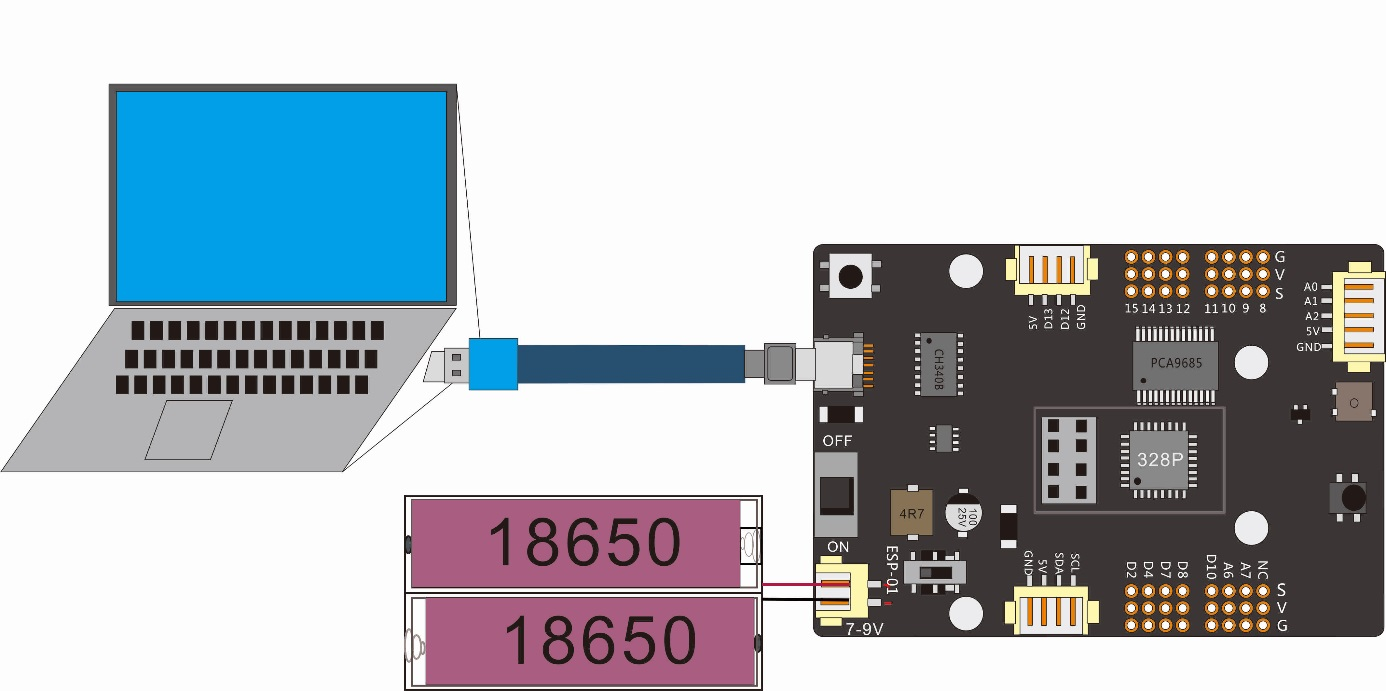 G
V
S
15 14 13 12 11 10 9 8
5V
D13
D12
GND
A0
A1
A2
5V
GND
CH340B
PCA9685
OFF
328P
4R7
100
25V
ON
ESP-01
18650
18650
7-9V
GND
5V
SDA
SCL
D2
D4
D7
D8
D10
A6
A7
NC
S
V
G